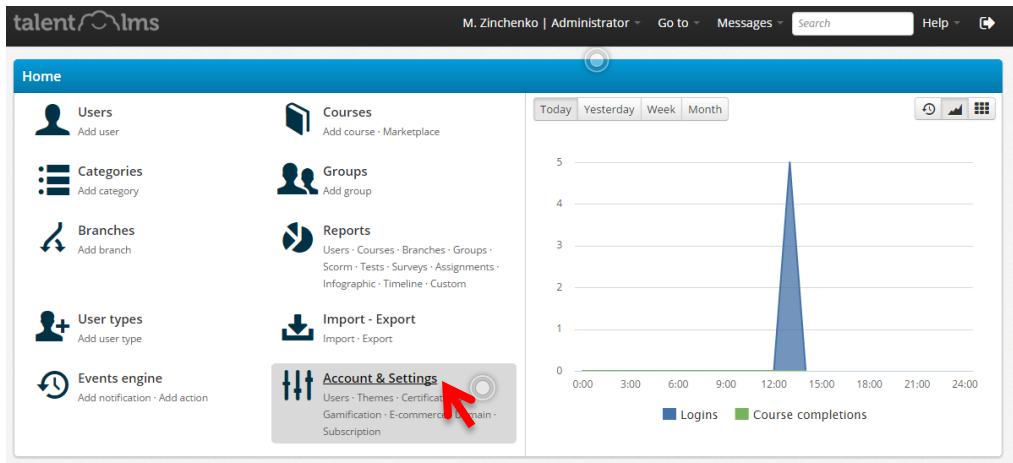 talentlms
M. Zinchenko | Administrator Go to Messages Search Help
Home
Users
Add user
Courses
Add course · Marketplace
Categories
Add category
Groups
Add group
Branches
Add branch
Reports
Users · Courses · Branches · Groups ·
Scorm · Tests · Surveys · Assignments ·
Infographic · Timeline · Custom
User types
Add user type
Import - Export
Import · Export
Events engine
Add notification · Add action
Account & Settings
Users · Themes ·
Gamification · E-commerce
Subscription
Today Yesterday Week Month
5
4
3
2
1
0
0:00 3:00 6:00 9:00 12:00 15:00 18:00 21:00 24:00
Logins Course completions